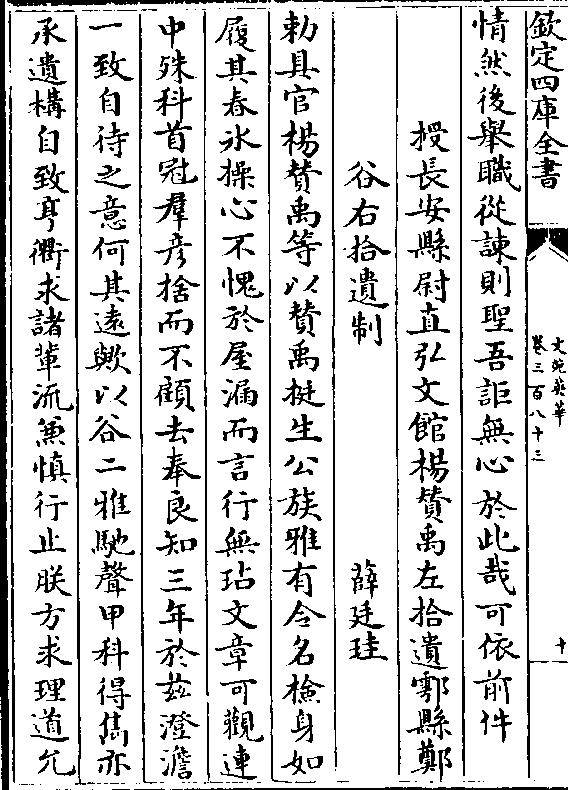 欽定四庫全書
文苑英華
卷三百八十三
十
情然後舉職從諫則聖吾詎無心於此哉可依前件
授長安縣尉直弘文館楊贊禹左拾遺鄠縣鄭
谷右拾遺制
薛廷珪
勅具官楊贊禹等以贊禹挺生公族雅有令名檢身如
履其春氷操心不愧於屋漏而言行無玷文章可觀連
中殊科首冠羣彦捨而不顧去奉良知三年於兹澄澹
一致自待之意何其遠歟以谷二雅馳聲甲科得雋亦
承遺構自致亨衢求諸輩流兼慎行止朕方求理道允